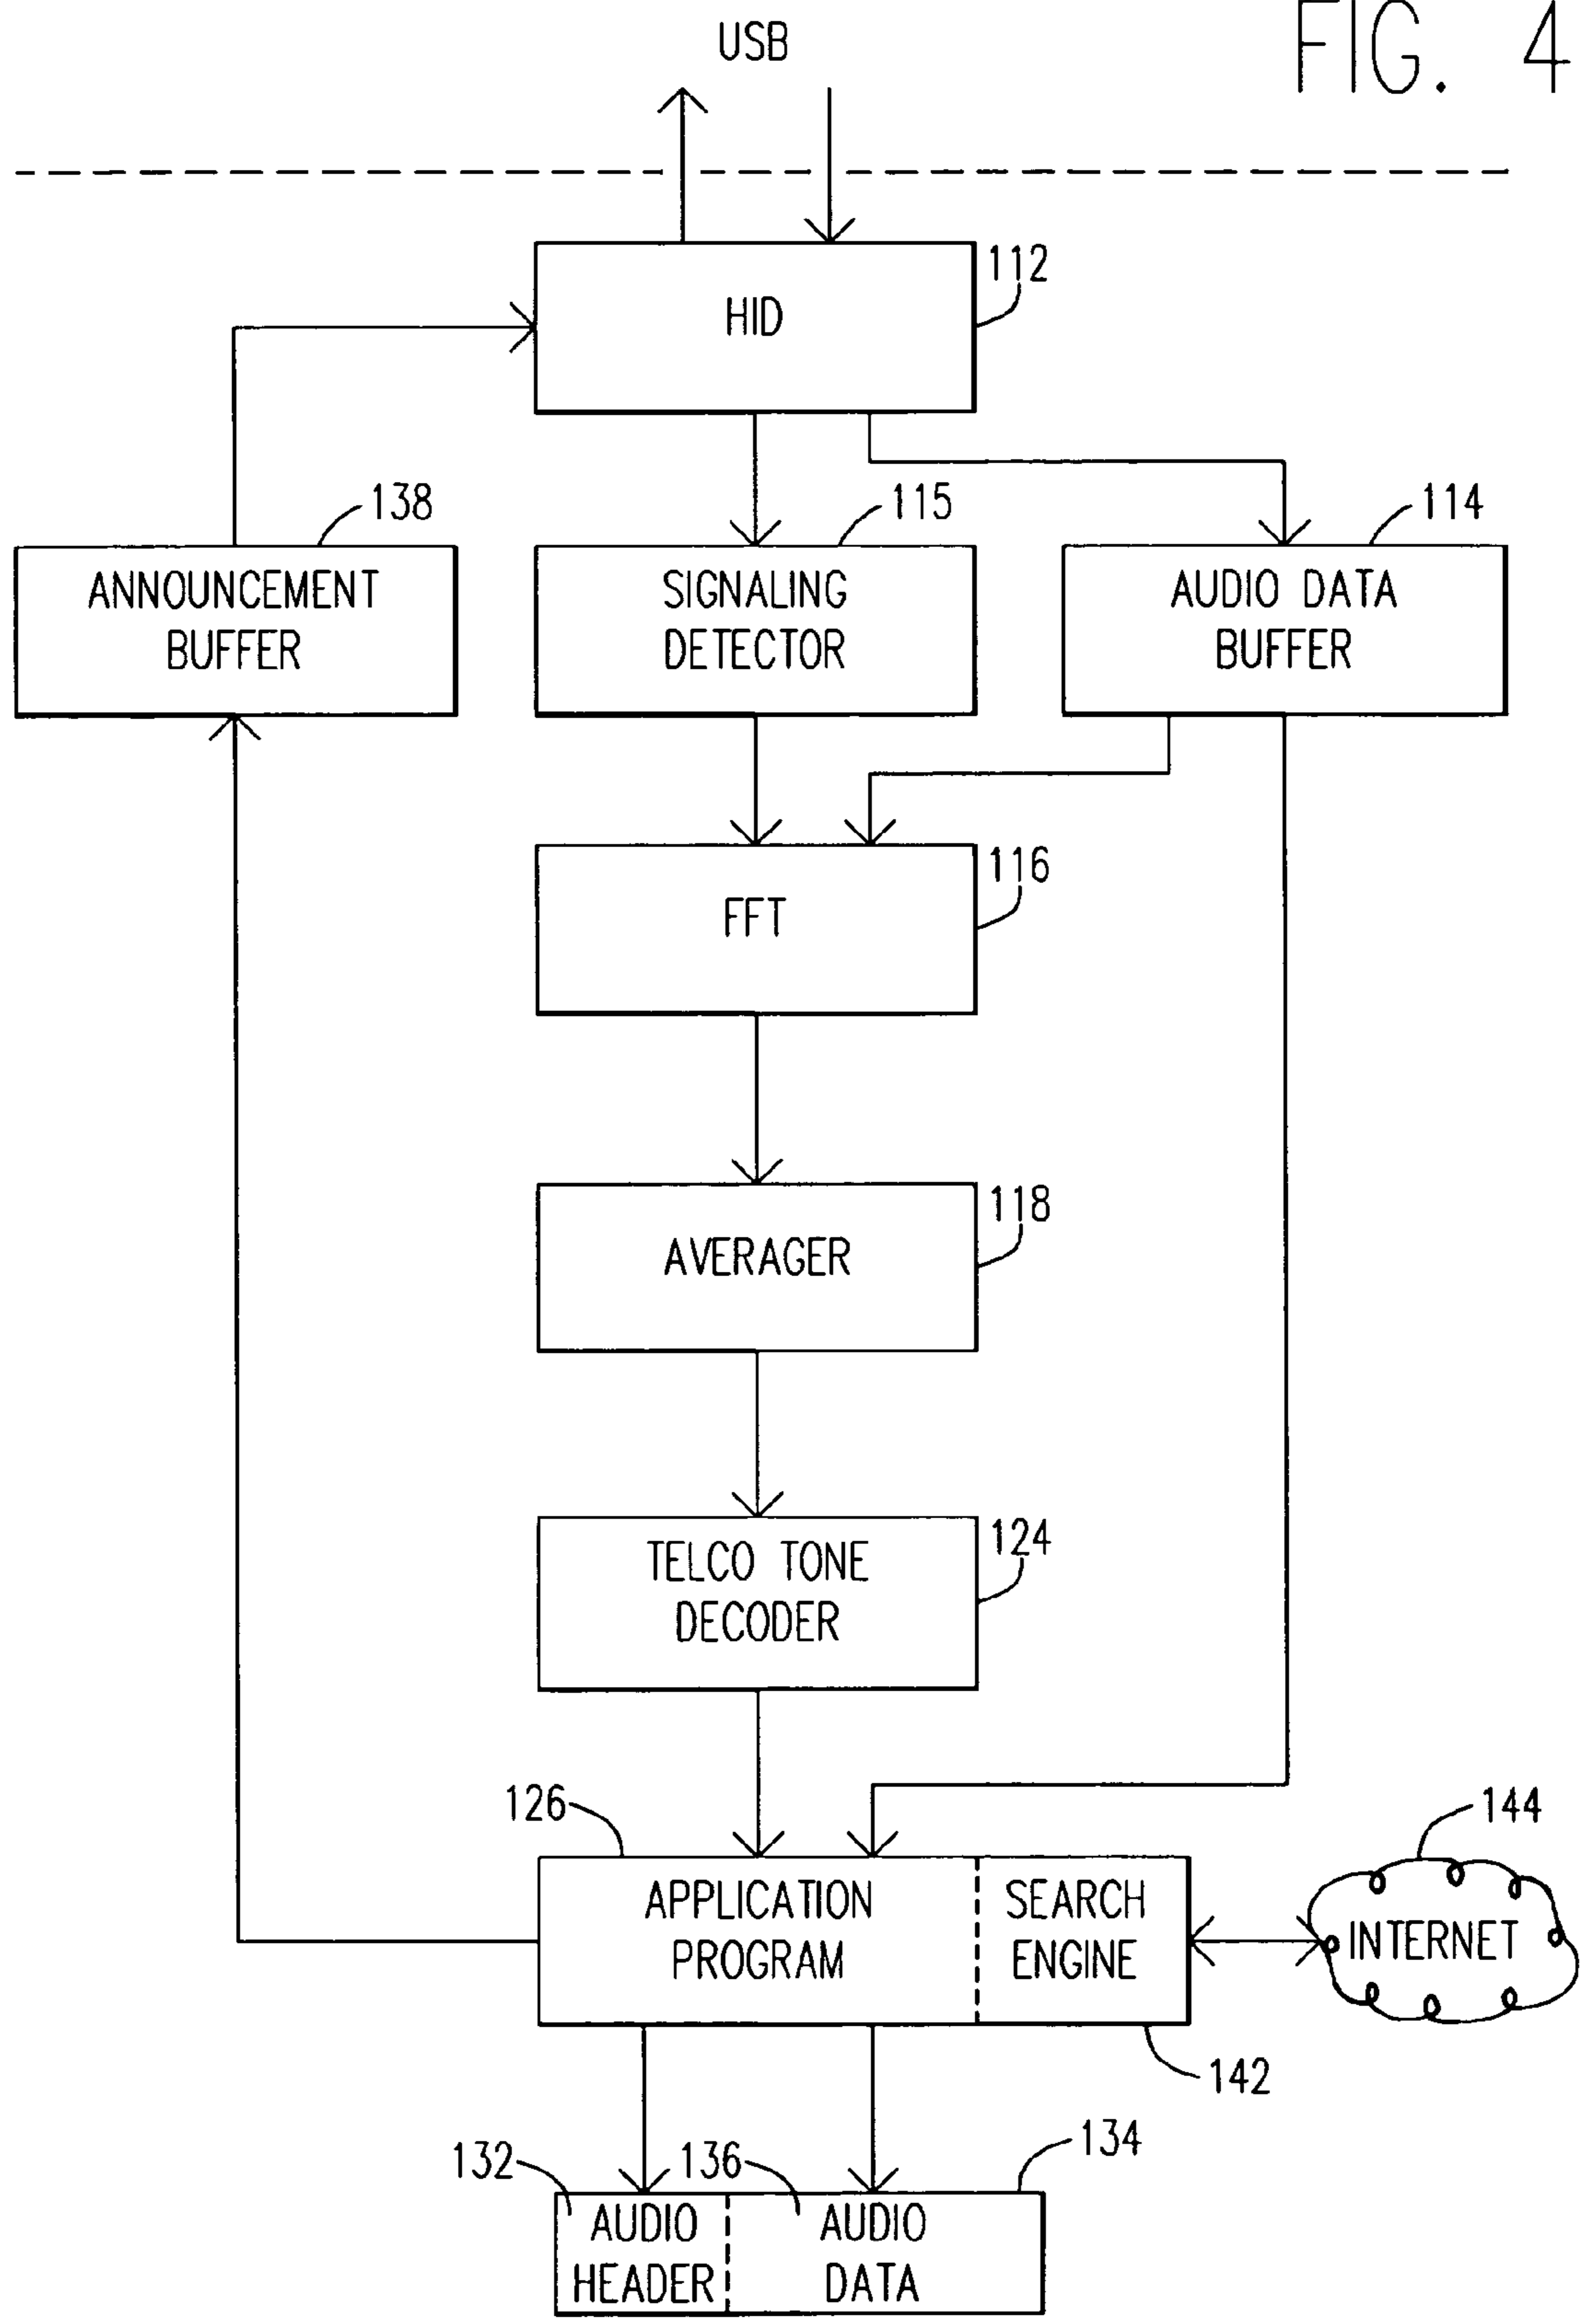 FIG. 4
USB
HID
112
138
115
114
ANNOUNCEMENT
BUFFER
SIGNALING
DETECTOR
AUDIO DATA
BUFFER
116
FFT
118
AVERAGER
124
TELCO TONE
DECODER
126
144
APPLICATION
PROGRAM
SEARCH
ENGINE
INTERNET
142
132
136
134
AUDIO
HEADER
AUDIO
DATA